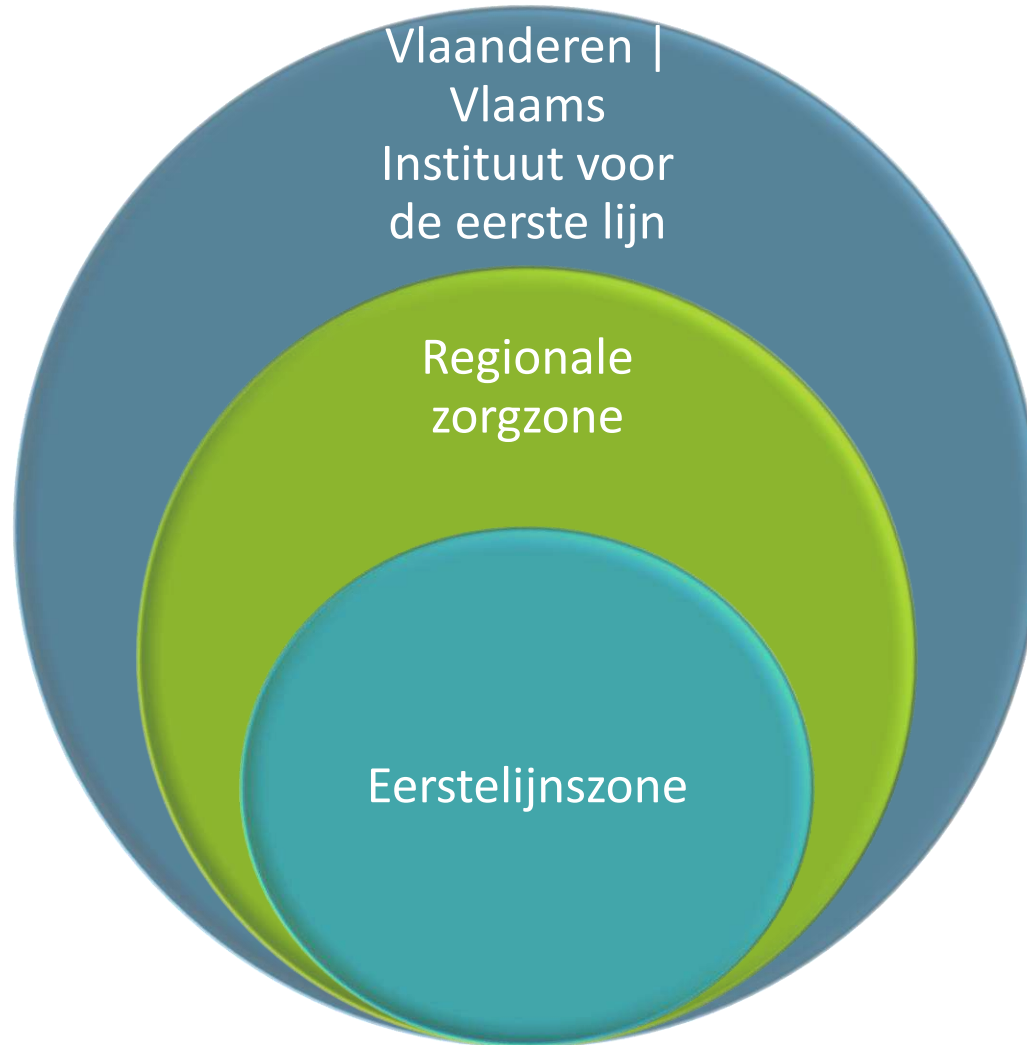 Vlaanderen |
Vlaams
Instituut voor
de eerste lijn
Regionale
zorgzone
Eerstelijnszone